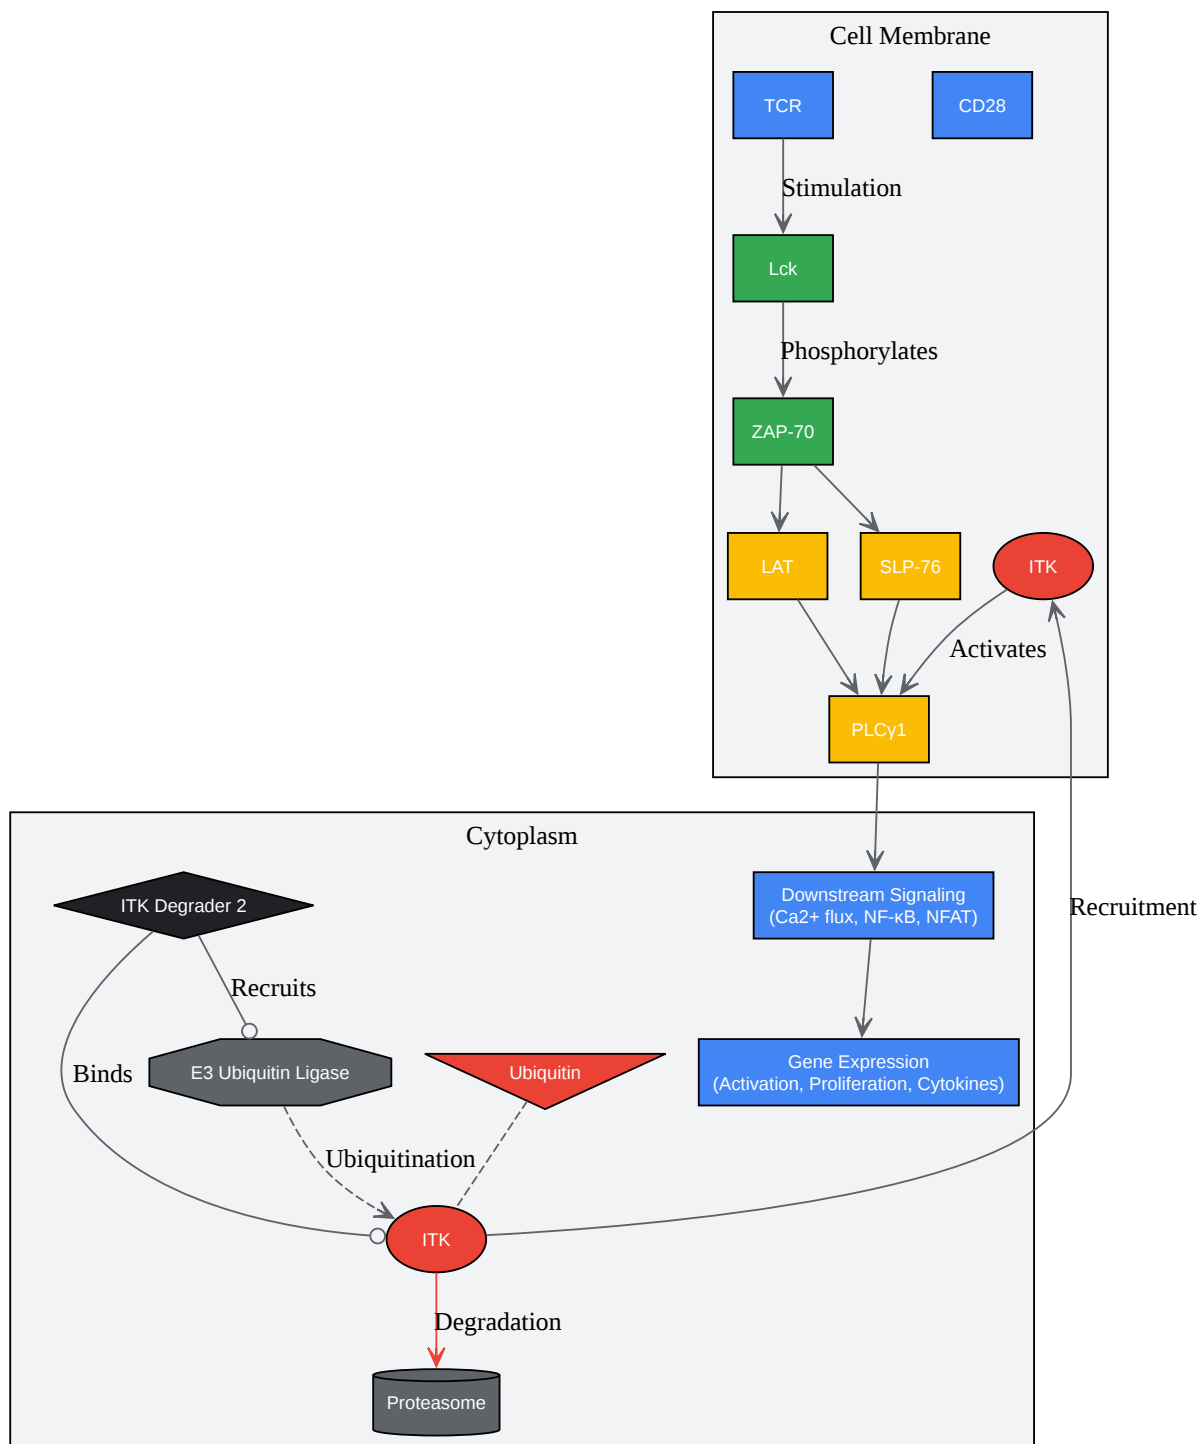 Cell Membrane
TCR
CD28
Stimulation
Lck
Phosphorylates
ZAP-70
LAT
SLP-76
ITK
Activates
PLCγ1
Cytoplasm
ITK Degrader 2
Downstream Signaling
(Ca2+ flux, NF-κB, NFAT)
Recruitment
Recruits
Binds
E3 Ubiquitin Ligase
Ubiquitin
Gene Expression
(Activation, Proliferation, Cytokines)
Ubiquitination
ITK
Degradation
Proteasome